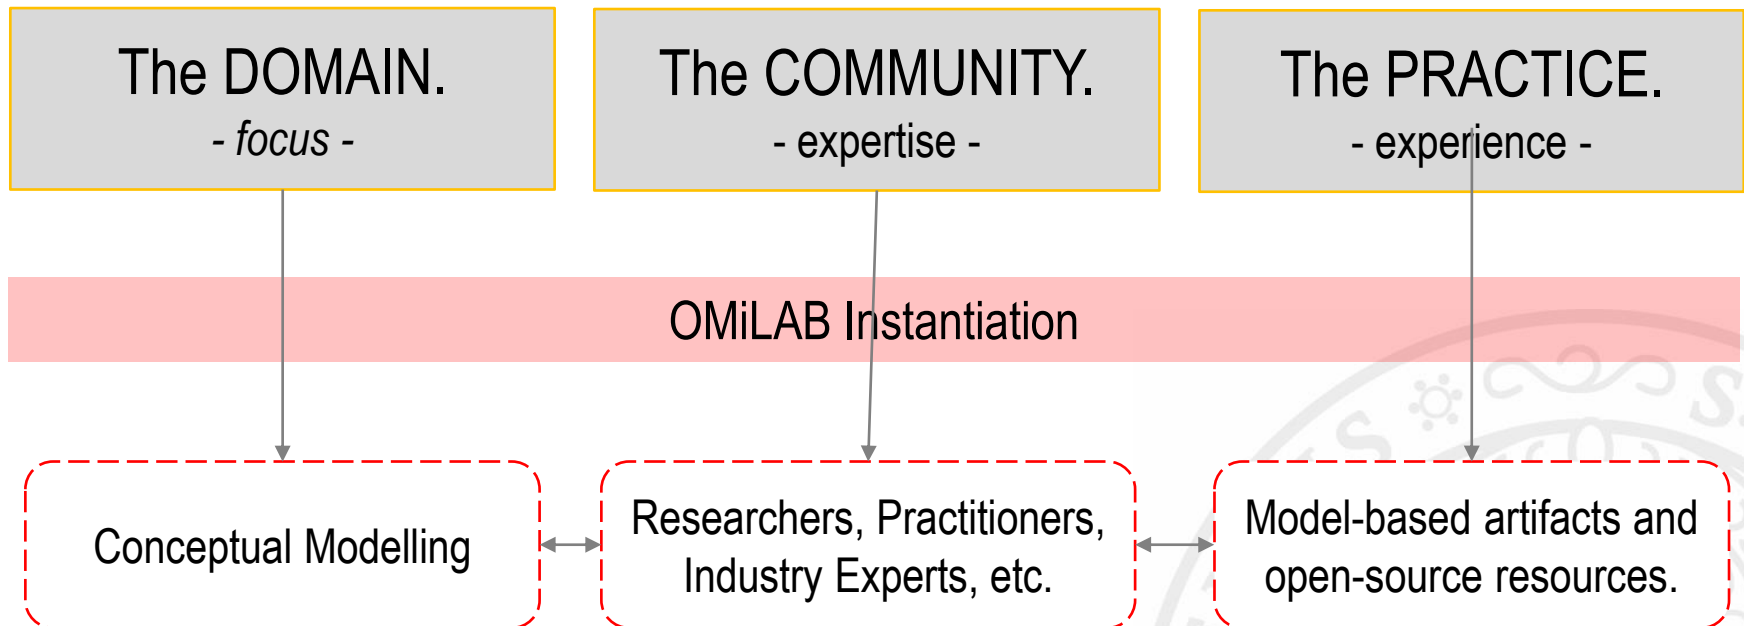 The DOMAIN.
- focus -
The COMMUNITY.
- expertise -
The PRACTICE.
- experience -
OMiLAB Instantiation
Conceptual Modelling
Researchers, Practitioners,
Industry Experts, etc.
Model-based artifacts and
open-source resources.